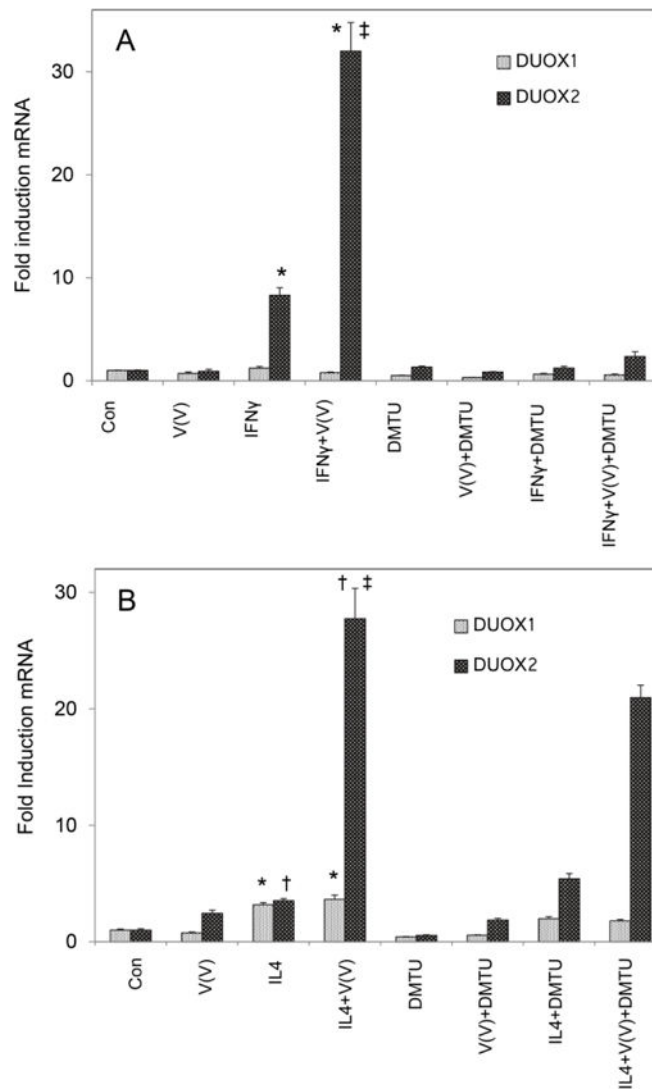 A
* ‡
DUOX1
DUOX2
Fold induction mRNA
30
20
10
0
*
Con
V(V)
IFNγ
IFNγ+V(V)
DMTU
V(V)+DMTU
IFNγ+DMTU
IFNγ+V(V)+DMTU
B
† ‡
DUOX1
DUOX2
Fold Induction mRNA
30
20
10
0
* †
*
Con
V(V)
IL4
IL4+V(V)
DMTU
V(V)+DMTU
IL4+DMTU
IL4+V(V)+DMTU